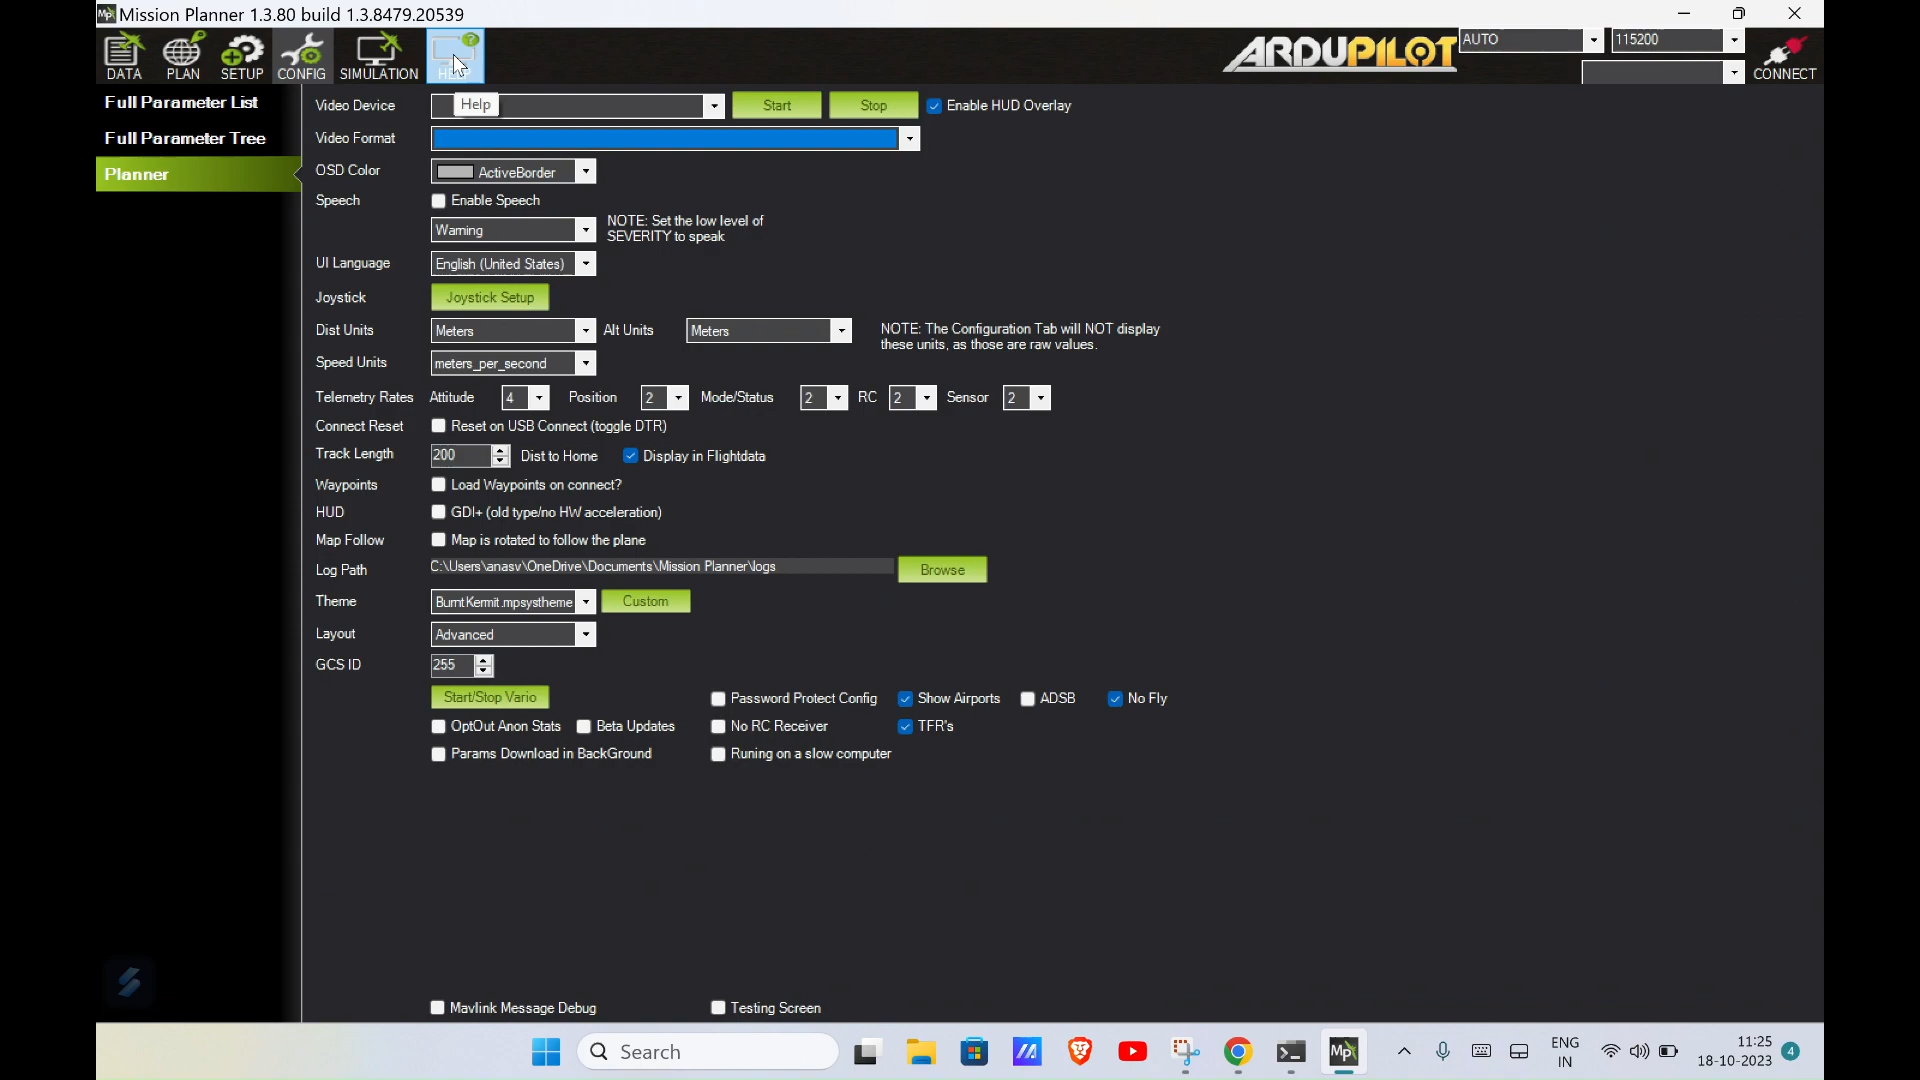 Mission Planner 1.3.80 build 1.3.8479.20539
DATA PLAN SETUP CONFIG SIMULATION HELP
ARDUPILOT
AUTO 115200
CONNECT
Help
Full Parameter List
Full Parameter Tree
Planner
Video Device Start Stop Enable HUD Overlay
Video Format
OSD Color ActiveBorder
Speech Enable Speech
Warning NOTE: Set the low level of
SEVERITY to speak
UI Language English (United States)
Joystick Joystick Setup
Dist Units Meters Alt Units Meters NOTE: The Configuration Tab will NOT display
these units, as those are raw values.
Speed Units meters_per_second
Telemetry Rates Attitude 4 Position 2 Mode/Status 2 RC 2 Sensor 2
Connect Reset Reset on USB Connect (toggle DTR)
Track Length 200 Dist to Home Display in Flightdata
Waypoints Load Waypoints on connect?
HUD GDI+ (old type/no HW acceleration)
Map Follow Map is rotated to follow the plane
Log Path C:\Users\anasv\OneDrive\Documents\Mission Planner\logs Browse
Theme BurntKermit.mpsystheme Custom
Layout Advanced
GCS ID 255
Start/Stop Vario Password Protect Config Show Airports ADSB No Fly
OptOut Anon Stats Beta Updates No RC Receiver TFR's
Params Download in BackGround Runing on a slow computer
Mavlink Message Debug Testing Screen
Search
Mp
ENG
IN
11:25
18-10-2023
4